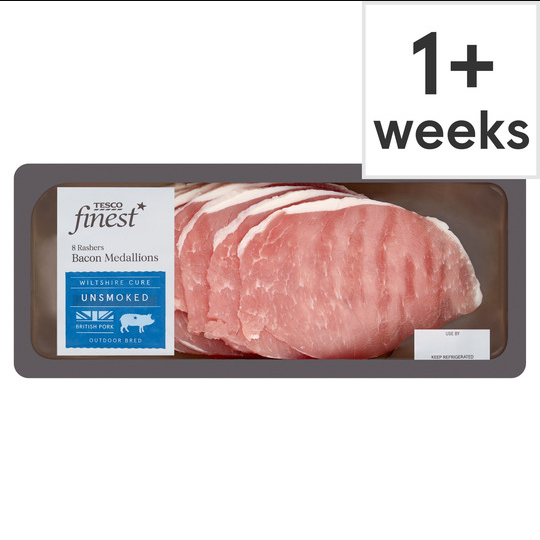 1+
weeks
TESCO
finest*
8 Rashers
Bacon Medallions
WILTSHIRE CURE
UNSMOKED
BRITISH PORK
OUTDOOR BRED
USE BY
KEEP REFRIGERATED